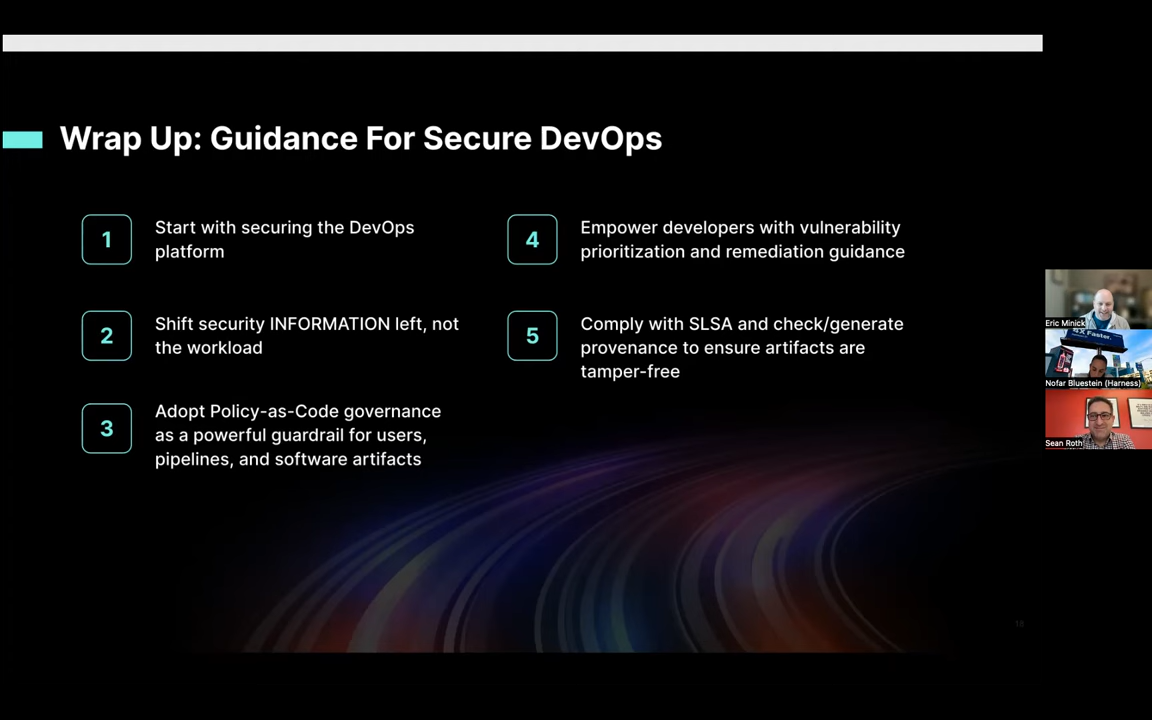 Wrap Up: Guidance For Secure DevOps
1
Start with securing the DevOps
platform
2
Shift security INFORMATION left, not
the workload
3
Adopt Policy-as-Code governance
as a powerful guardrail for users,
pipelines, and software artifacts
4
Empower developers with vulnerability
prioritization and remediation guidance
5
Comply with SLSA and check/generate
provenance to ensure artifacts are
tamper-free
Eric Minick
Faster.
Nofar Bluestein (Harness)
Sean Roth